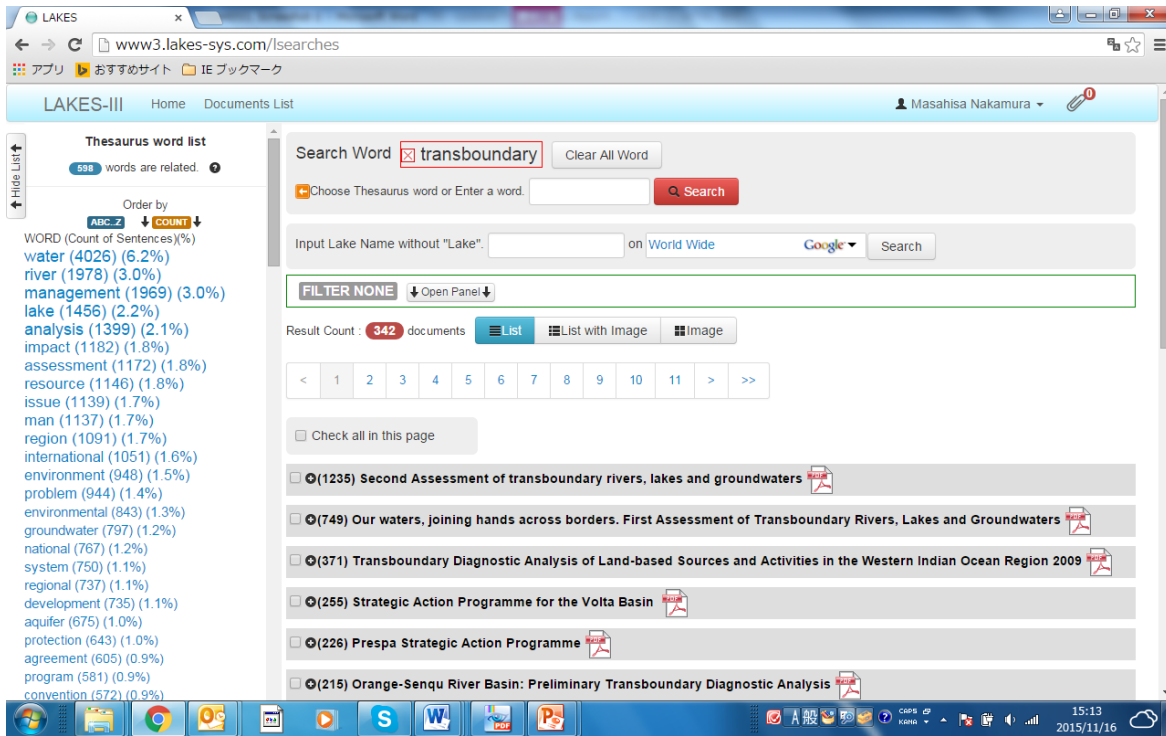 LAKES
www3.lakes-sys.com/lsearches
アプリ おすすめサイト IE ブックマーク
LAKES-III Home Documents List Masahisa Nakamura 0
Hide List
Thesaurus word list
598 words are related.
Order by
ABC..Z COUNT
WORD (Count of Sentences)(%)
water (4026) (6.2%)
river (1978) (3.0%)
management (1969) (3.0%)
lake (1456) (2.2%)
analysis (1399) (2.1%)
impact (1182) (1.8%)
assessment (1172) (1.8%)
resource (1146) (1.8%)
issue (1139) (1.7%)
man (1137) (1.7%)
region (1091) (1.7%)
international (1051) (1.6%)
environment (948) (1.5%)
problem (944) (1.4%)
environmental (843) (1.3%)
groundwater (797) (1.2%)
national (767) (1.2%)
system (750) (1.1%)
regional (737) (1.1%)
development (735) (1.1%)
aquifer (675) (1.0%)
protection (643) (1.0%)
agreement (605) (0.9%)
program (581) (0.9%)
convention (572) (0.9%)
Search Word transboundary Clear All Word
Choose Thesaurus word or Enter a word. Search
Input Lake Name without "Lake". on World Wide Google Search
FILTER NONE Open Panel
Result Count : 342 documents List List with Image Image
< 1 2 3 4 5 6 7 8 9 10 11 > >>
Check all in this page
(1235) Second Assessment of transboundary rivers, lakes and groundwaters
(749) Our waters, joining hands across borders. First Assessment of Transboundary Rivers, Lakes and Groundwaters
(371) Transboundary Diagnostic Analysis of Land-based Sources and Activities in the Western Indian Ocean Region 2009
(255) Strategic Action Programme for the Volta Basin
(226) Prespa Strategic Action Programme
(215) Orange-Senqu River Basin: Preliminary Transboundary Diagnostic Analysis
A 般 CAPS
KANA
15:13
2015/11/16